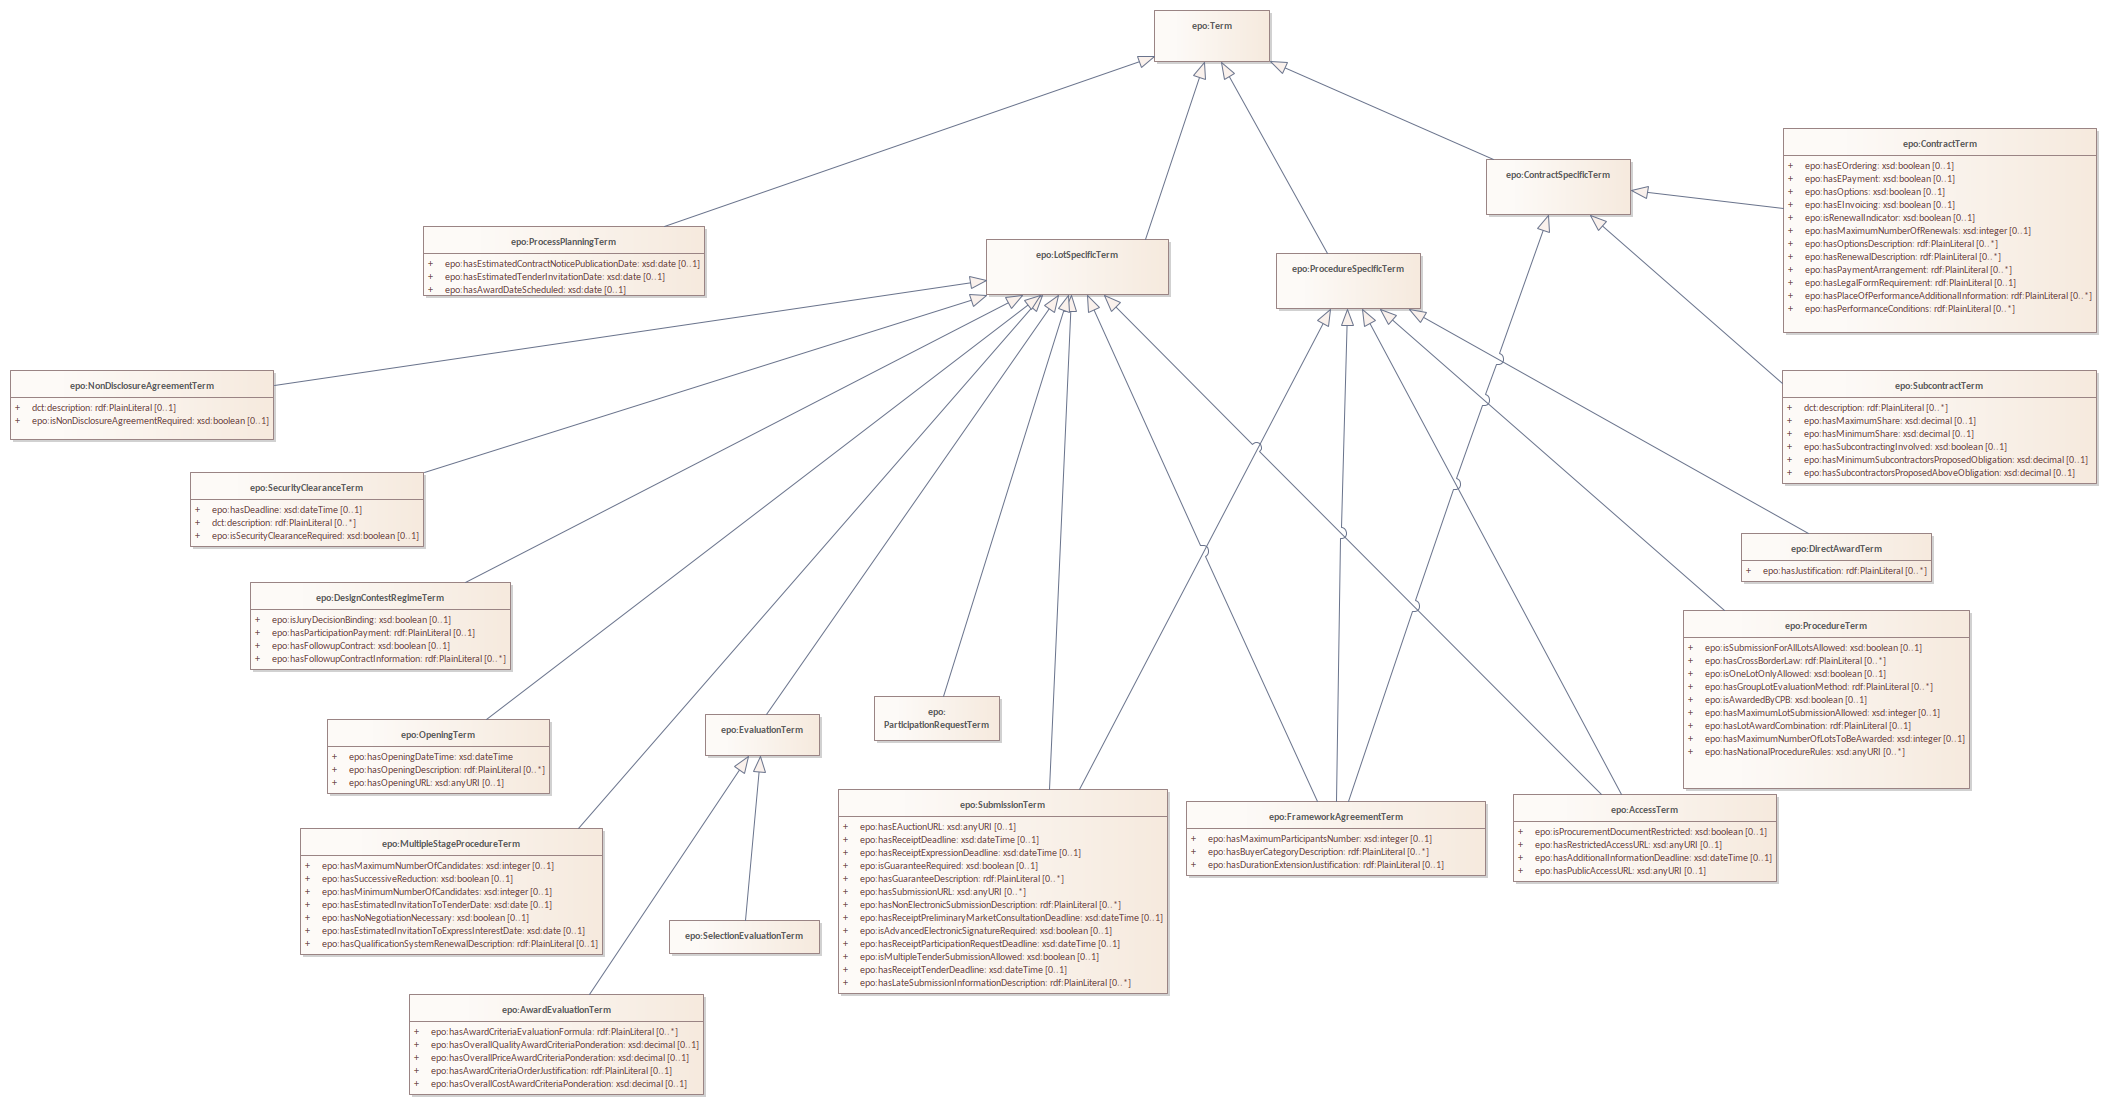 epo:Term
epo:ContractTerm
+ epo:hasEOrdering: xsd:boolean [0..1]
+ epo:hasEPayment: xsd:boolean [0..1]
+ epo:hasOptions: xsd:boolean [0..1]
+ epo:hasEInvoicing: xsd:boolean [0..1]
+ epo:isRenewalIndicator: xsd:boolean [0..1]
+ epo:hasMaximumNumberOfRenewals: xsd:integer [0..1]
+ epo:hasOptionsDescription: rdf:PlainLiteral [0..*]
+ epo:hasRenewalDescription: rdf:PlainLiteral [0..*]
+ epo:hasPaymentArrangement: rdf:PlainLiteral [0..*]
+ epo:hasLegalFormRequirement: rdf:PlainLiteral [0..1]
+ epo:hasPlaceOfPerformanceAdditionalInformation: rdf:PlainLiteral [0..*]
+ epo:hasPerformanceConditions: rdf:PlainLiteral [0..*]
epo:ContractSpecificTerm
epo:ProcessPlanningTerm
+ epo:hasEstimatedContractNoticePublicationDate: xsd:date [0..1]
+ epo:hasEstimatedTenderInvitationDate: xsd:date [0..1]
+ epo:hasAwardDateScheduled: xsd:date [0..1]
epo:LotSpecificTerm
epo:ProcedureSpecificTerm
epo:NonDisclosureAgreementTerm
+ dct:description: rdf:PlainLiteral [0..1]
+ epo:isNonDisclosureAgreementRequired: xsd:boolean [0..1]
epo:SubcontractTerm
+ dct:description: rdf:PlainLiteral [0..*]
+ epo:hasMaximumShare: xsd:decimal [0..1]
+ epo:hasMinimumShare: xsd:decimal [0..1]
+ epo:hasSubcontractingInvolved: xsd:boolean [0..1]
+ epo:hasMinimumSubcontractorsProposedObligation: xsd:decimal [0..1]
+ epo:hasSubcontractorsProposedAboveObligation: xsd:decimal [0..1]
epo:SecurityClearanceTerm
+ epo:hasDeadline: xsd:dateTime [0..1]
+ dct:description: rdf:PlainLiteral [0..*]
+ epo:isSecurityClearanceRequired: xsd:boolean [0..1]
epo:DirectAwardTerm
+ epo:hasJustification: rdf:PlainLiteral [0..*]
epo:DesignContestRegimeTerm
+ epo:isJuryDecisionBinding: xsd:boolean [0..1]
+ epo:hasParticipationPayment: rdf:PlainLiteral [0..1]
+ epo:hasFollowupContract: xsd:boolean [0..1]
+ epo:hasFollowupContractInformation: rdf:PlainLiteral [0..*]
epo:ProcedureTerm
+ epo:isSubmissionForAllLotsAllowed: xsd:boolean [0..1]
+ epo:hasCrossBorderLaw: rdf:PlainLiteral [0..*]
+ epo:isOneLotOnlyAllowed: xsd:boolean [0..1]
+ epo:hasGroupLotEvaluationMethod: rdf:PlainLiteral [0..*]
+ epo:isAwardedByCPB: xsd:boolean [0..1]
+ epo:hasMaximumLotSubmissionAllowed: xsd:integer [0..1]
+ epo:hasLotAwardCombination: rdf:PlainLiteral [0..1]
+ epo:hasMaximumNumberOfLotsToBeAwarded: xsd:integer [0..1]
+ epo:hasNationalProcedureRules: xsd:anyURI [0..*]
epo:
ParticipationRequestTerm
epo:EvaluationTerm
epo:OpeningTerm
+ epo:hasOpeningDateTime: xsd:dateTime
+ epo:hasOpeningDescription: rdf:PlainLiteral [0..*]
+ epo:hasOpeningURL: xsd:anyURI [0..1]
epo:SubmissionTerm
+ epo:hasEAuctionURL: xsd:anyURI [0..1]
+ epo:hasReceiptDeadline: xsd:dateTime [0..1]
+ epo:hasReceiptExpressionDeadline: xsd:dateTime [0..1]
+ epo:isGuaranteeRequired: xsd:boolean [0..1]
+ epo:hasGuaranteeDescription: rdf:PlainLiteral [0..*]
+ epo:hasSubmissionURL: xsd:anyURI [0..*]
+ epo:hasNonElectronicSubmissionDescription: rdf:PlainLiteral [0..*]
+ epo:hasReceiptPreliminaryMarketConsultationDeadline: xsd:dateTime [0..1]
+ epo:isAdvancedElectronicSignatureRequired: xsd:boolean [0..1]
+ epo:hasReceiptParticipationRequestDeadline: xsd:dateTime [0..1]
+ epo:isMultipleTenderSubmissionAllowed: xsd:boolean [0..1]
+ epo:hasReceiptTenderDeadline: xsd:dateTime [0..1]
+ epo:hasLateSubmissionInformationDescription: rdf:PlainLiteral [0..*]
epo:FrameworkAgreementTerm
+ epo:hasMaximumParticipantsNumber: xsd:integer [0..1]
+ epo:hasBuyerCategoryDescription: rdf:PlainLiteral [0..*]
+ epo:hasDurationExtensionJustification: rdf:PlainLiteral [0..1]
epo:AccessTerm
+ epo:isProcurementDocumentRestricted: xsd:boolean [0..1]
+ epo:hasRestrictedAccessURL: xsd:anyURI [0..1]
+ epo:hasAdditionalInformationDeadline: xsd:dateTime [0..1]
+ epo:hasPublicAccessURL: xsd:anyURI [0..1]
epo:MultipleStageProcedureTerm
+ epo:hasMaximumNumberOfCandidates: xsd:integer [0..1]
+ epo:hasSuccessiveReduction: xsd:boolean [0..1]
+ epo:hasMinimumNumberOfCandidates: xsd:integer [0..1]
+ epo:hasEstimatedInvitationToTenderDate: xsd:date [0..1]
+ epo:hasNoNegotiationNecessary: xsd:boolean [0..1]
+ epo:hasEstimatedInvitationToExpressInterestDate: xsd:date [0..1]
+ epo:hasQualificationSystemRenewalDescription: rdf:PlainLiteral [0..1]
epo:SelectionEvaluationTerm
epo:AwardEvaluationTerm
+ epo:hasAwardCriteriaEvaluationFormula: rdf:PlainLiteral [0..*]
+ epo:hasOverallQualityAwardCriteriaPonderation: xsd:decimal [0..1]
+ epo:hasOverallPriceAwardCriteriaPonderation: xsd:decimal [0..1]
+ epo:hasAwardCriteriaOrderJustification: rdf:PlainLiteral [0..1]
+ epo:hasOverallCostAwardCriteriaPonderation: xsd:decimal [0..1]